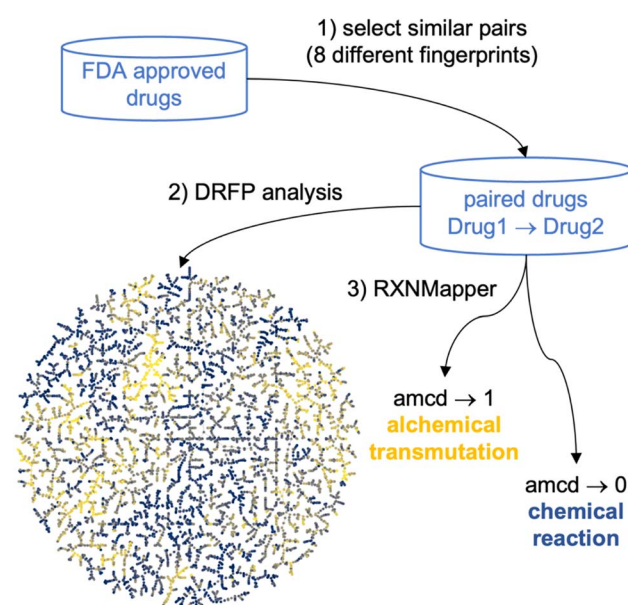 1) select similar pairs
(8 different fingerprints)
FDA approved
drugs
2) DRFP analysis
paired drugs
Drug1 → Drug2
3) RXNMapper
amcd → 1
alchemical
transmutation
amcd → 0
chemical
reaction